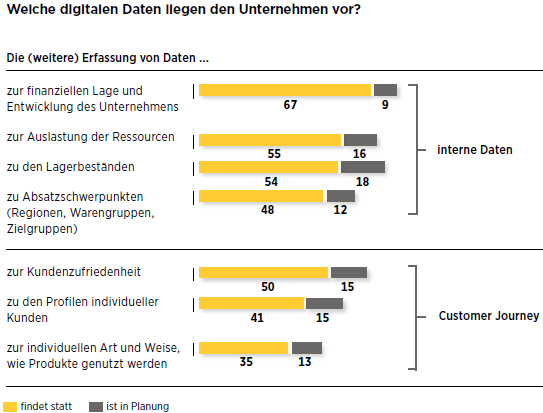 Welche digitalen Daten liegen den Unternehmen vor?
Die (weitere) Erfassung von Daten ...
zur finanziellen Lage und
Entwicklung des Unternehmens
67 9
zur Auslastung der Ressourcen
55 16
interne Daten
zu den Lagerbeständen
54 18
zu Absatzschwerpunkten
(Regionen, Warengruppen,
Zielgruppen)
48 12
zur Kundenzufriedenheit
50 15
zu den Profilen individueller
Kunden
41 15
Customer Journey
zur individuellen Art und Weise,
wie Produkte genutzt werden
35 13
findet statt ist in Planung